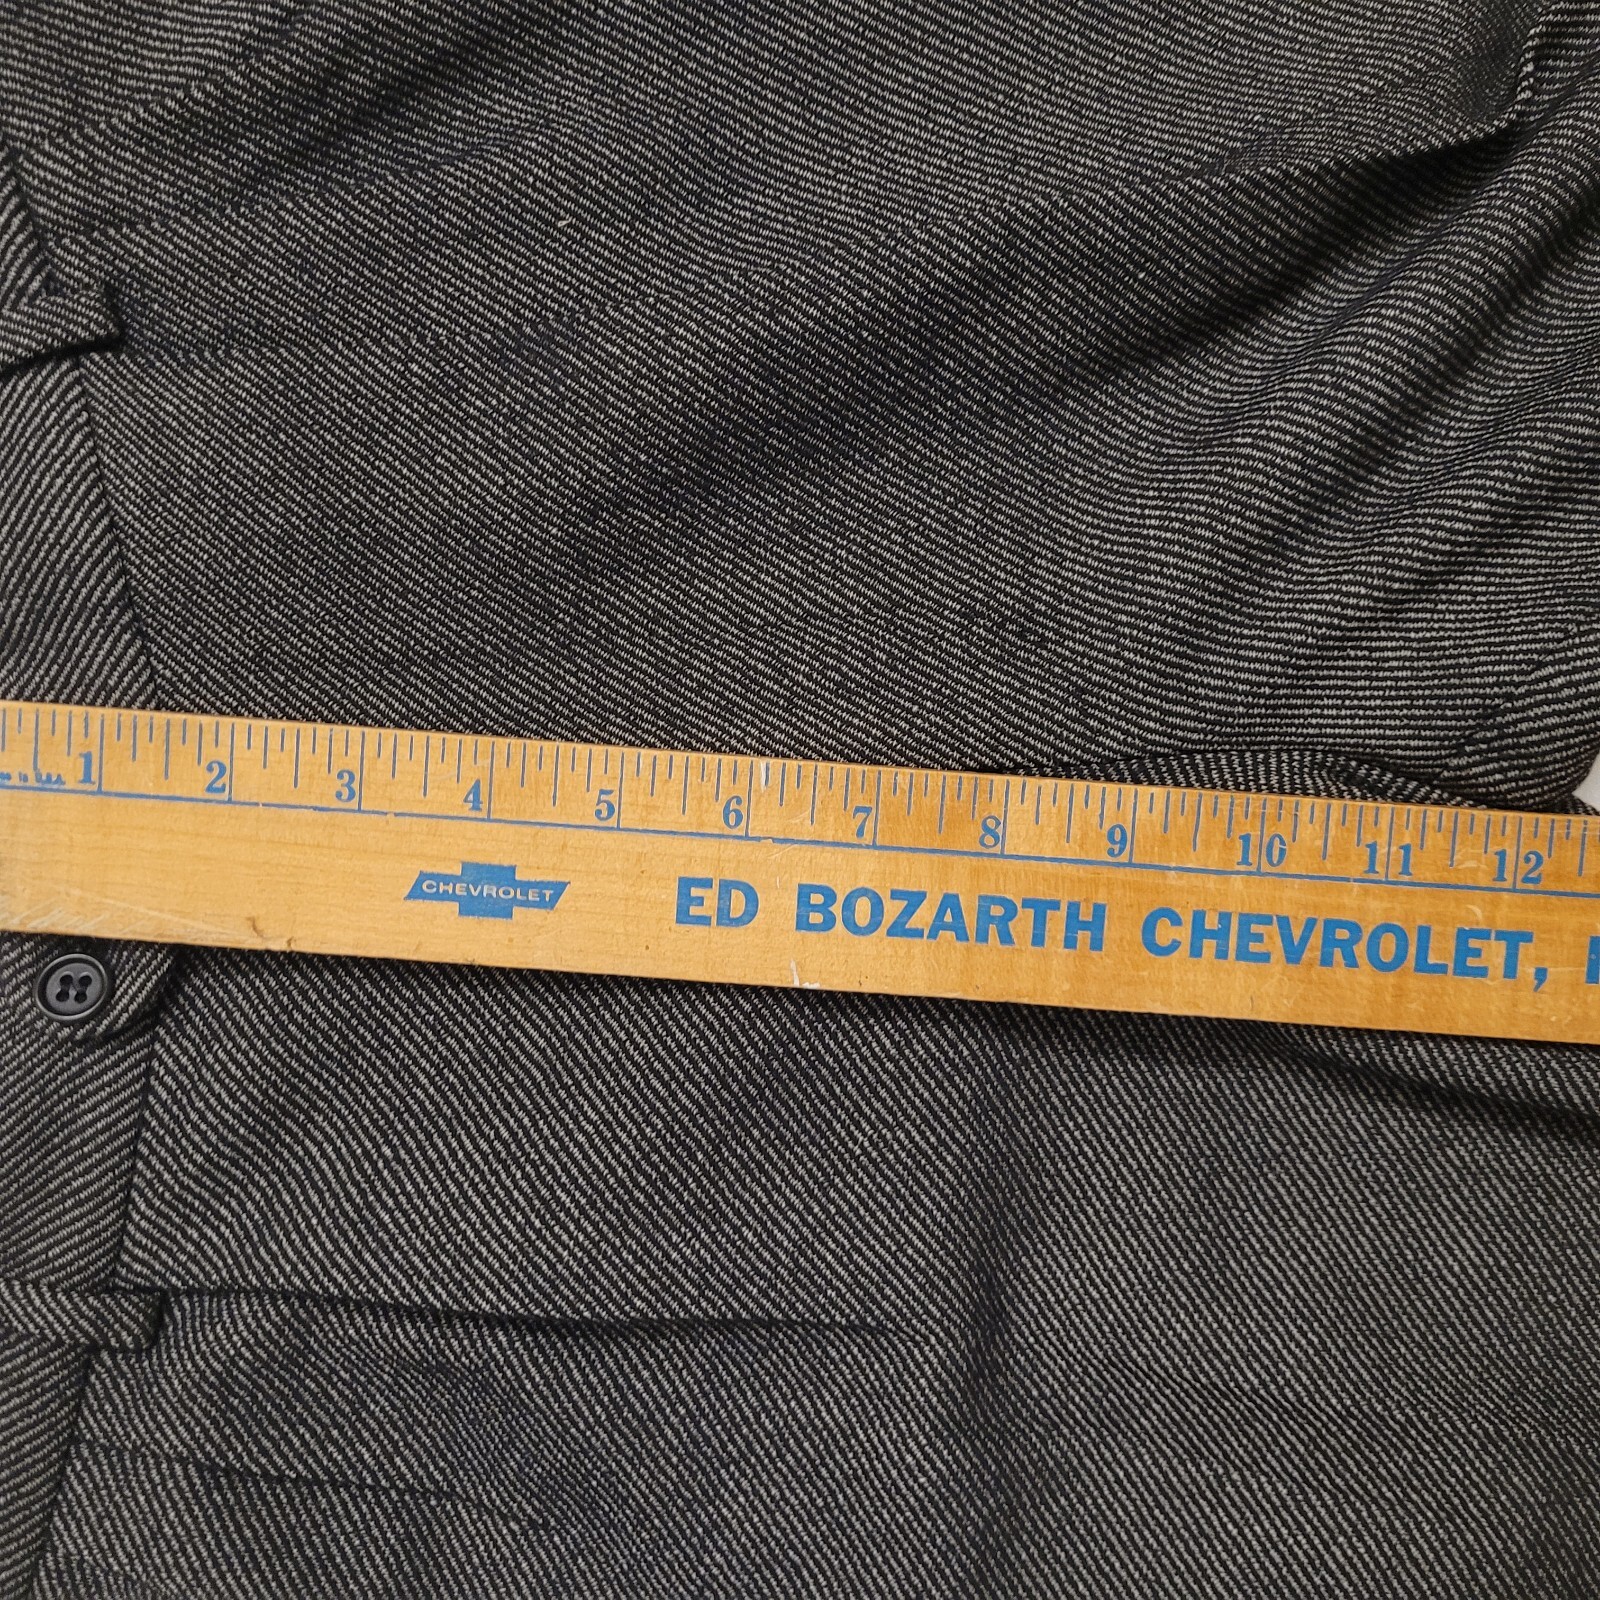 1 2 3 4 5 6 7 8 9 10 11 12
CHEVROLET
ED BOZARTH CHEVROLET,